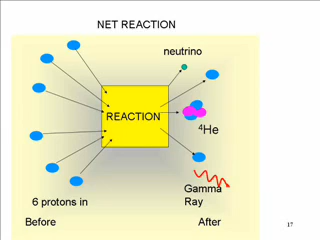 NET REACTION
neutrino
REACTION
⁴He
Gamma
Ray
6 protons in
Before
After
17